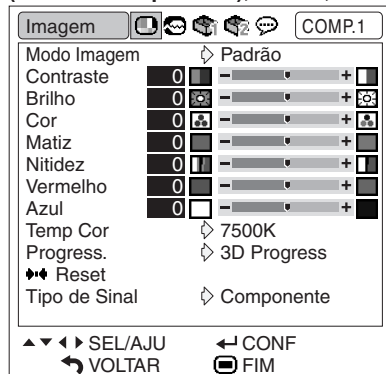 Imagem COMP.1
Modo Imagem Padrão
Contraste 0 - +
Brilho 0 - +
Cor 0 - +
Matiz 0 - +
Nitidez 0 - +
Vermelho 0 - +
Azul 0 - +
Temp Cor 7500K
Progress. 3D Progress
Reset
Tipo de Sinal Componente
SEL/AJU CONF
VOLTAR FIM